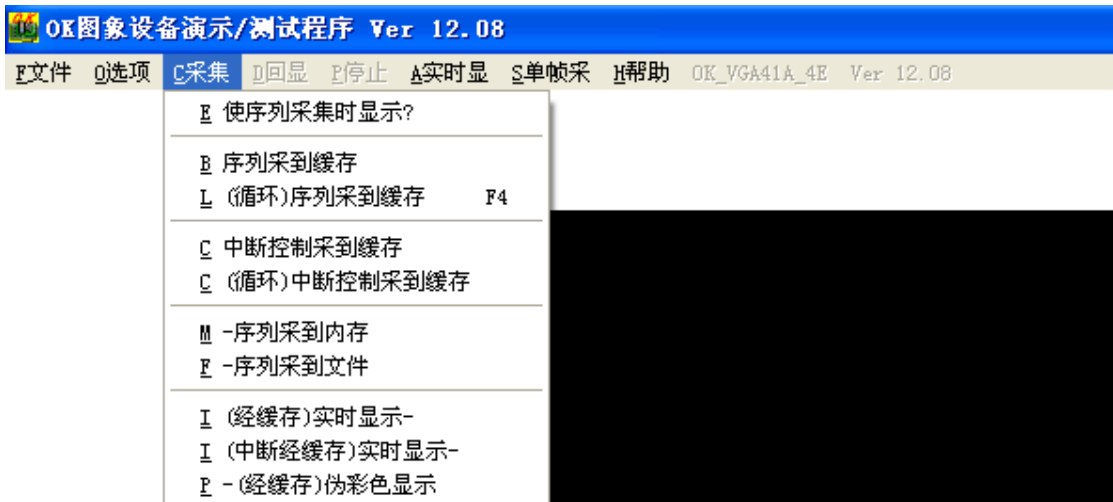 OK图象设备演示/测试程序 Ver 12.08
F文件 O选项 C采集 D回显 P停止 A实时显 S单帧采 H帮助 OK_VGA41A_4E Ver 12.08
E 使序列采集时显示?
B 序列采到缓存
L (循环)序列采到缓存 F4
C 中断控制采到缓存
C (循环)中断控制采到缓存
M -序列采到内存
F -序列采到文件
I (经缓存)实时显示-
I (中断经缓存)实时显示-
P -(经缓存)伪彩色显示